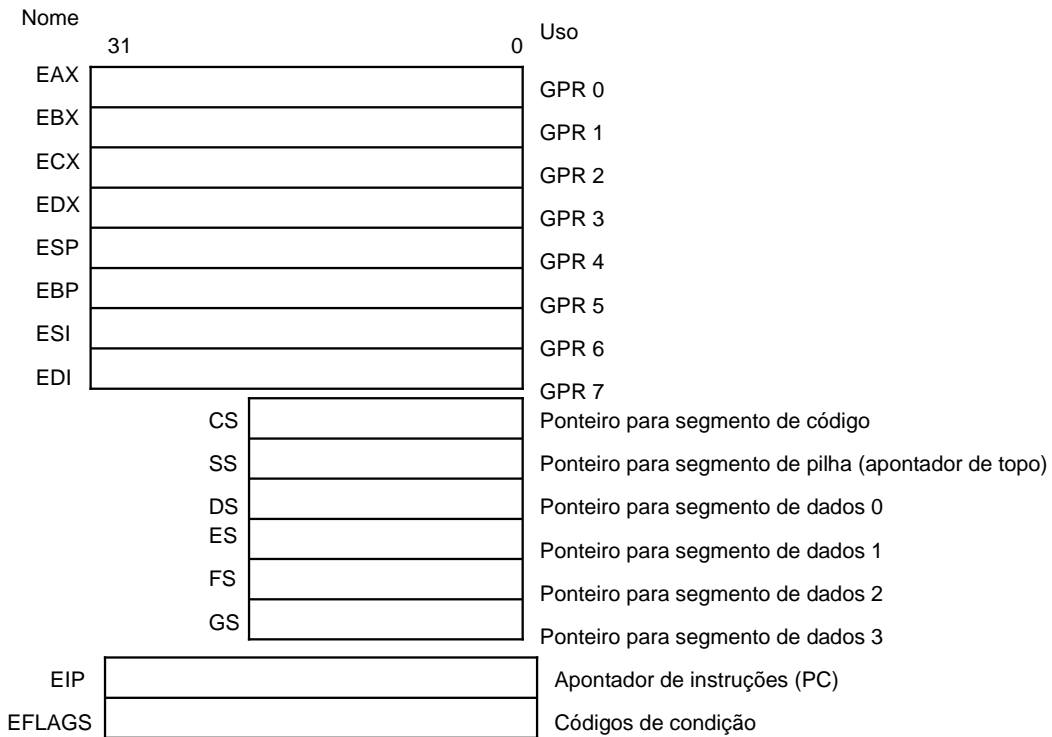 Nome
Uso
31 0
EAX
GPR 0
EBX
GPR 1
ECX
GPR 2
EDX
GPR 3
ESP
GPR 4
EBP
GPR 5
ESI
GPR 6
EDI
GPR 7
CS Ponteiro para segmento de código
SS Ponteiro para segmento de pilha (apontador de topo)
DS Ponteiro para segmento de dados 0
ES Ponteiro para segmento de dados 1
FS Ponteiro para segmento de dados 2
GS Ponteiro para segmento de dados 3
EIP Apontador de instruções (PC)
EFLAGS Códigos de condição